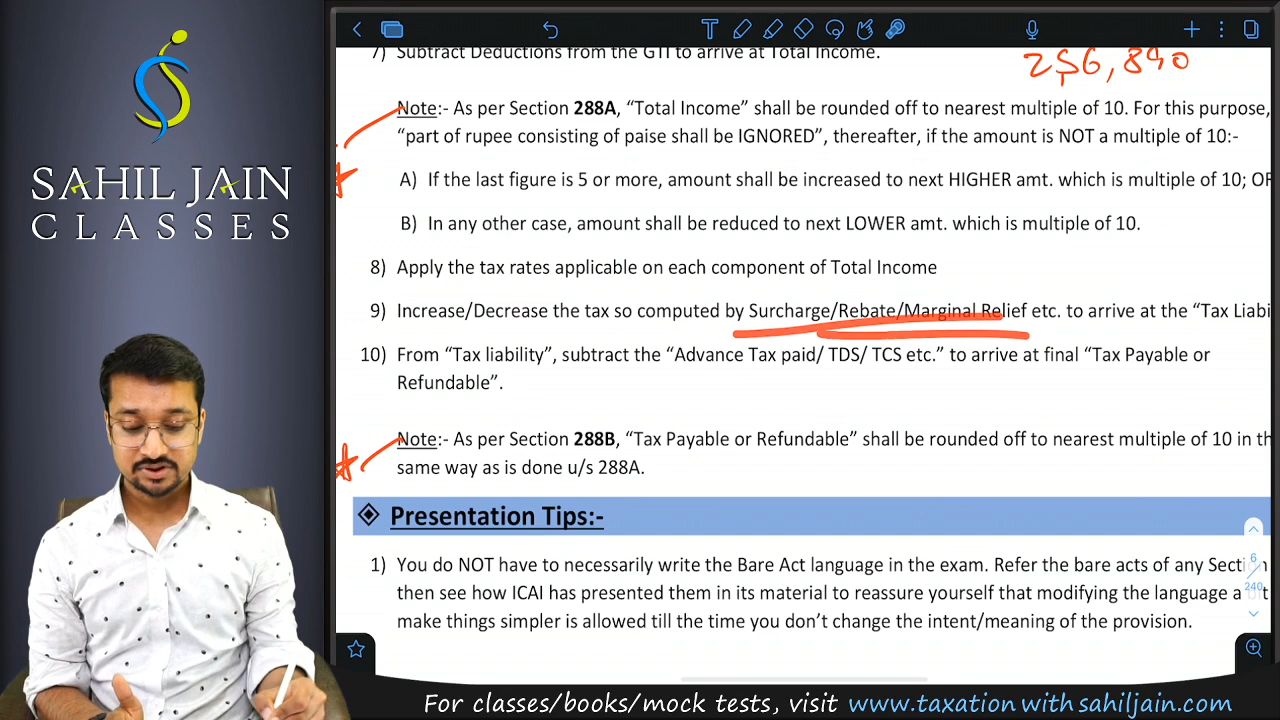 SAHIL JAIN
CLASSES
7) Subtract Deductions from the GTI to arrive at Total Income.
256,840
Note:- As per Section 288A, “Total Income” shall be rounded off to nearest multiple of 10. For this purpose,
“part of rupee consisting of paise shall be IGNORED”, thereafter, if the amount is NOT a multiple of 10:-
A) If the last figure is 5 or more, amount shall be increased to next HIGHER amt. which is multiple of 10; OR
B) In any other case, amount shall be reduced to next LOWER amt. which is multiple of 10.
8) Apply the tax rates applicable on each component of Total Income
9) Increase/Decrease the tax so computed by Surcharge/Rebate/Marginal Relief etc. to arrive at the “Tax Liabi
10) From “Tax liability”, subtract the “Advance Tax paid/ TDS/ TCS etc.” to arrive at final “Tax Payable or
Refundable”.
Note:- As per Section 288B, “Tax Payable or Refundable” shall be rounded off to nearest multiple of 10 in th
same way as is done u/s 288A.
Presentation Tips:-
1) You do NOT have to necessarily write the Bare Act language in the exam. Refer the bare acts of any Secti
then see how ICAI has presented them in its material to reassure yourself that modifying the language a
make things simpler is allowed till the time you don’t change the intent/meaning of the provision.
6
240
For classes/books/mock tests, visit www.taxationwithsahiljain.com